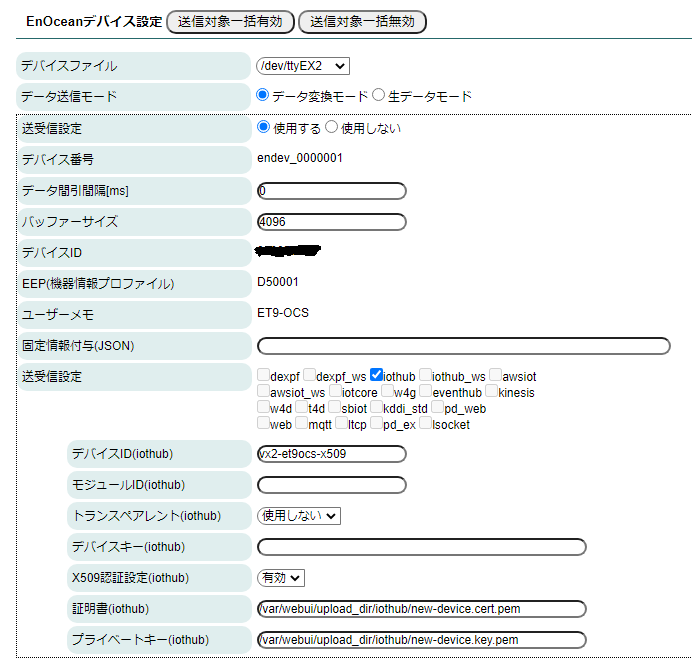 EnOceanデバイス設定 送信対象一括有効 送信対象一括無効
デバイスファイル /dev/ttyEX2
データ送信モード データ変換モード 生データモード
送受信設定 使用する 使用しない
デバイス番号 endev_0000001
データ間引間隔[ms] 0
バッファーサイズ 4096
デバイスID
EEP(機器情報プロファイル) D50001
ユーザーメモ ET9-OCS
固定情報付与(JSON)
送受信設定 dexpf dexpf_ws iothub iothub_ws awsiot
awsiot_ws iotcore w4g eventhub kinesis
w4d t4d sbiot kddi_std pd_web
web mqtt ltcp pd_ex lsocket
デバイスID(iothub) vx2-et9ocs-x509
モジュールID(iothub)
トランスペアレント(iothub) 使用しない
デバイスキー(iothub)
X509認証設定(iothub) 有効
証明書(iothub) /var/webui/upload_dir/iothub/new-device.cert.pem
プライベートキー(iothub) /var/webui/upload_dir/iothub/new-device.key.pem